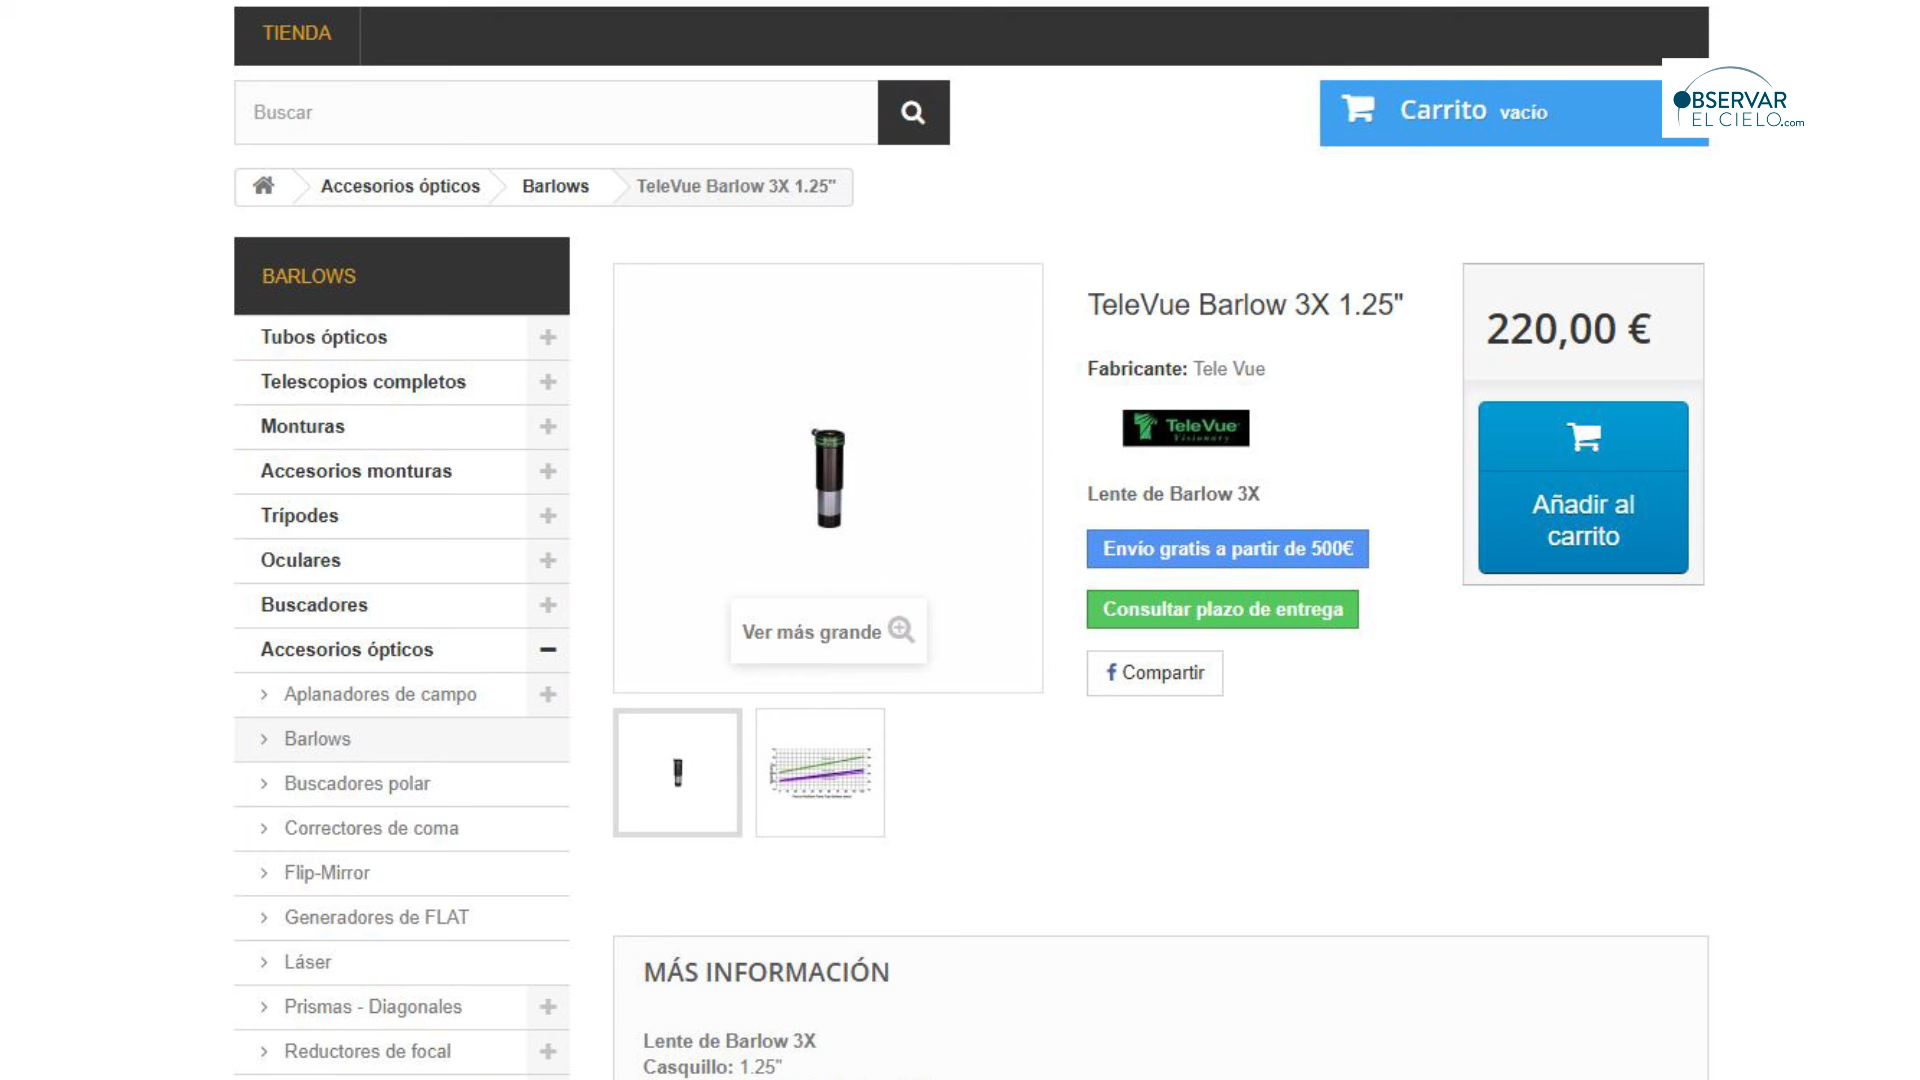 TIENDA
Buscar
Carrito vacío
OBSERVAR
EL CIELO.com
Accesorios ópticos
Barlows
TeleVue Barlow 3X 1.25"
BARLOWS
Tubos ópticos
Telescopios completos
Monturas
Accesorios monturas
Trípodes
Oculares
Buscadores
Accesorios ópticos
Aplanadores de campo
Barlows
Buscadores polar
Correctores de coma
Flip-Mirror
Generadores de FLAT
Láser
Prismas - Diagonales
Reductores de focal
Ver más grande
TeleVue Barlow 3X 1.25"
Fabricante: Tele Vue
TeleVue
Visionary
Lente de Barlow 3X
Envío gratis a partir de 500€
Consultar plazo de entrega
Compartir
220,00 €
Añadir al
carrito
MÁS INFORMACIÓN
Lente de Barlow 3X
Casquillo: 1.25"